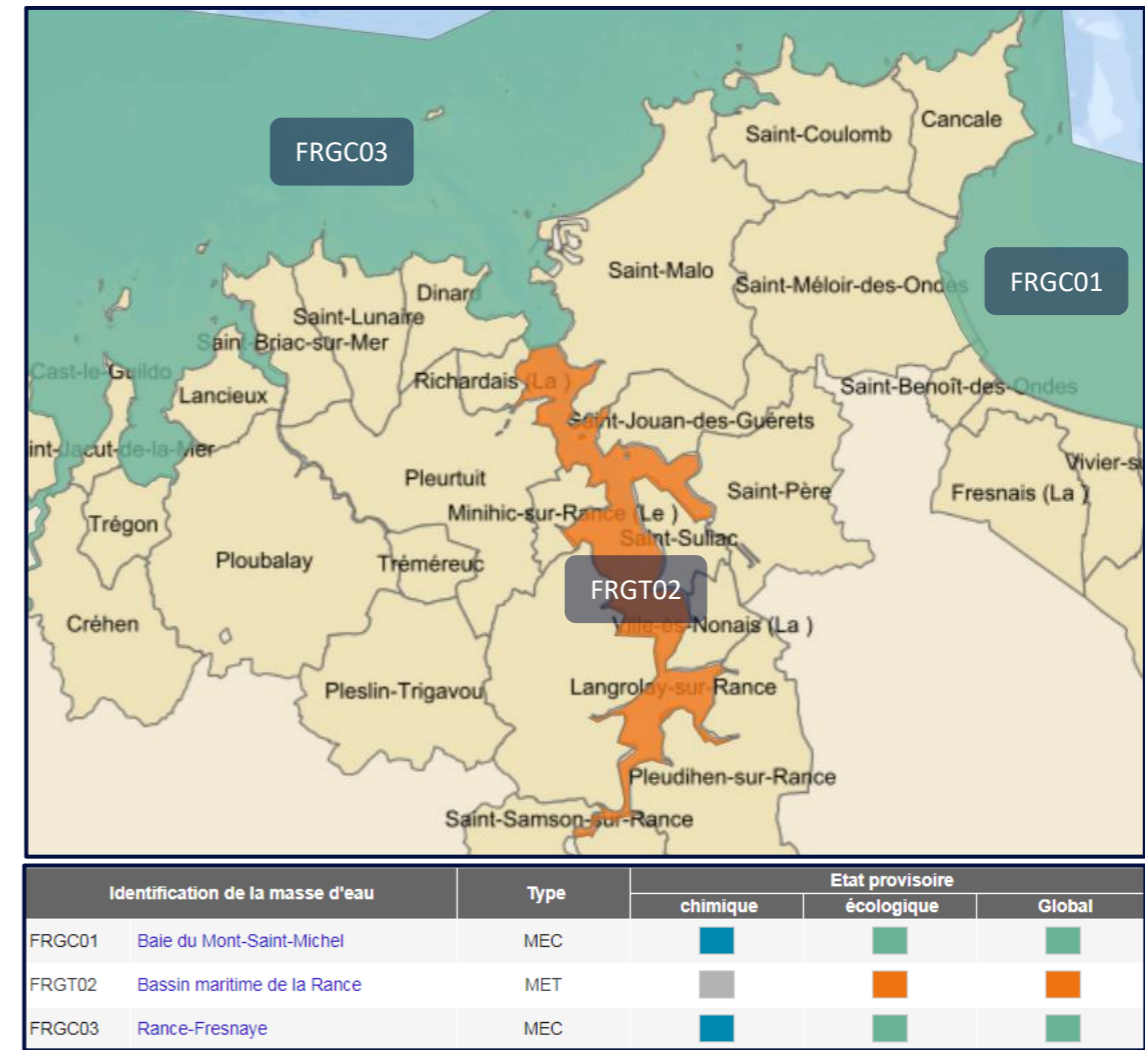 FRGC03
Saint-Coulomb
Cancale
FRGC01
Saint-Malo
Saint-Méloir-des-Ondes
Dinard
Saint-Lunaire
Saint-Briac-sur-Mer
Cast-le-Guildo
Lancieux
Richardais (La )
Saint-Benoît-des-Ondes
Saint-Jouan-des-Guérets
int-Jacut-de-la-Mer
Pleurtuit
Saint-Père
Vivier-s
Fresnais (La )
Minihic-sur-Rance (Le )
Trégon
Saint-Suliac
Ploubalay
Tréméreuc
FRGT02
Créhen
Ville-ès-Nonais (La )
Pleslin-Trigavou
Langrolay-sur-Rance
Pleudihen-sur-Rance
Saint-Samson-sur-Rance
Identification de la masse d'eau Type Etat provisoire
chimique écologique Global
FRGC01 Baie du Mont-Saint-Michel MEC
FRGT02 Bassin maritime de la Rance MET
FRGC03 Rance-Fresnaye MEC